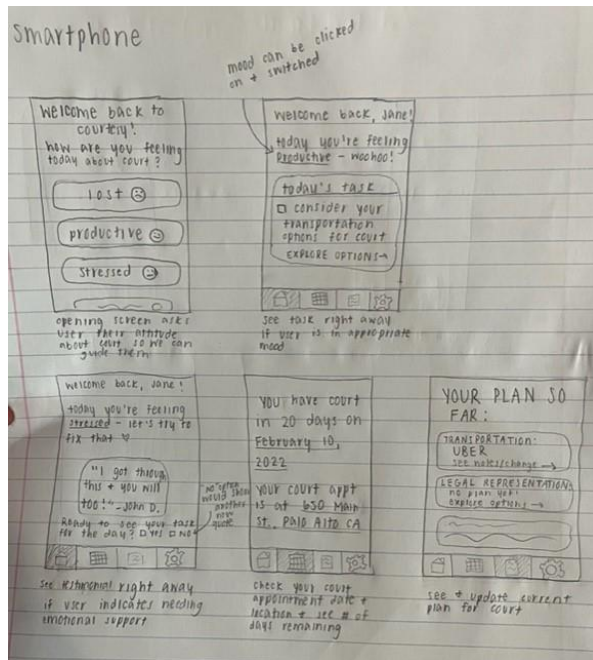 smartphone
mood can be clicked
on + switched
welcome back to
courtely!
how are you feeling
today about court?
lost
productive
stressed
opening screen asks
user their attitude
about court so we can
guide them
welcome back, Jane!
today you're feeling
productive - woohoo!
today's task
consider your
transportation
options for court
EXPLORE OPTIONS→
see task right away
if user is in appropriate
mood
welcome back, Jane!
today you're feeling
stressed - let's try to
fix that ♡
"I got through
this + you will
too!" - John D.
Ready to see your task
for the day? □ YES □ NO
"no" option
would show
another
new
quote
see testimonial right away
if user indicates needing
emotional support
you have court
in 20 days on
February 10,
2022
your court appt
is at 650 Main
St., Palo Alto CA
check your court
appointment date +
location + see # of
days remaining
YOUR PLAN SO
FAR:
TRANSPORTATION:
UBER
see notes/change →
LEGAL REPRESENTATION:
no plan yet!
explore options →
see + update current
plan for court